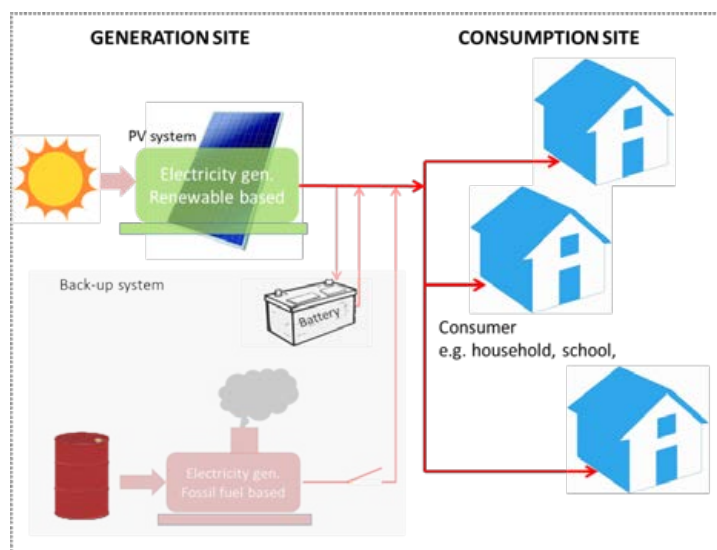 GENERATION SITE
CONSUMPTION SITE
PV system
Electricity gen.
Renewable based
Back-up system
Battery
Consumer
e.g. household, school,
Electricity gen.
Fossil fuel based